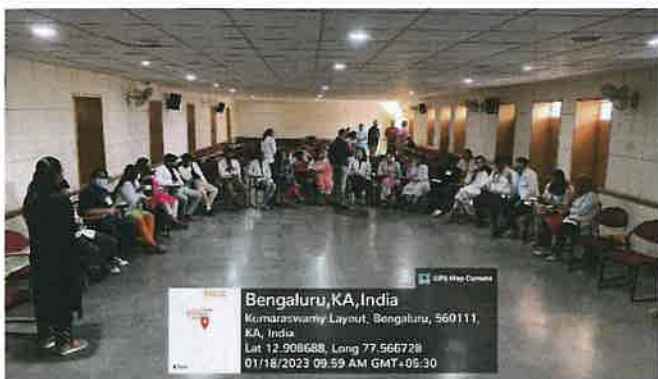 GPS Map Camera
Bengaluru,KA,India
Kumaraswamy Layout, Bengaluru, 560111,
KA, India
Lat 12.908688, Long 77.566728
01/18/2023 09:59 AM GMT+05:30